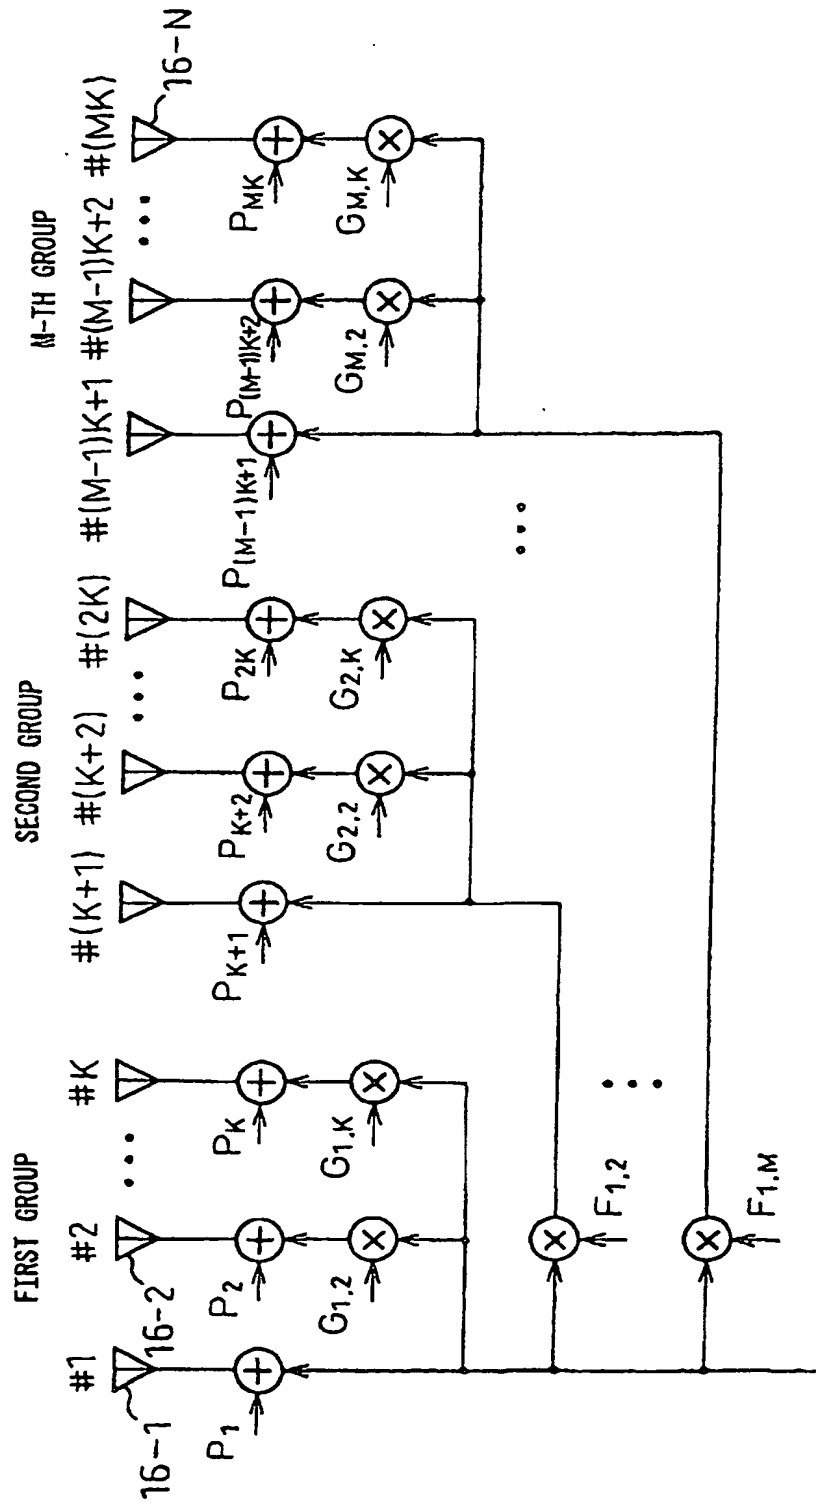 FIRST GROUP
SECOND GROUP
M-TH GROUP
#1
#2
• • •
#K
#(K+1)
#(K+2)
• • •
#(2K)
#(M-1)K+1
#(M-1)K+2
• • •
#(MK)
16-1
16-2
16-N
P1
P2
PK
PK+1
PK+2
P2K
P(M-1)K+1
P(M-1)K+2
PMK
G1,2
G1,K
G2,2
G2,K
GM,2
GM,K
• • •
• • •
F1,2
F1,M